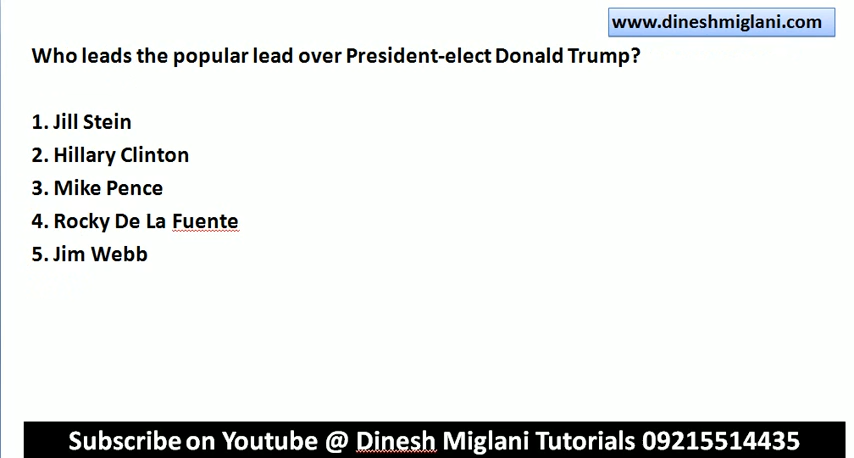 www.dineshmiglani.com
Who leads the popular lead over President-elect Donald Trump?
1. Jill Stein
2. Hillary Clinton
3. Mike Pence
4. Rocky De La Fuente
5. Jim Webb
Subscribe on Youtube @ Dinesh Miglani Tutorials 09215514435